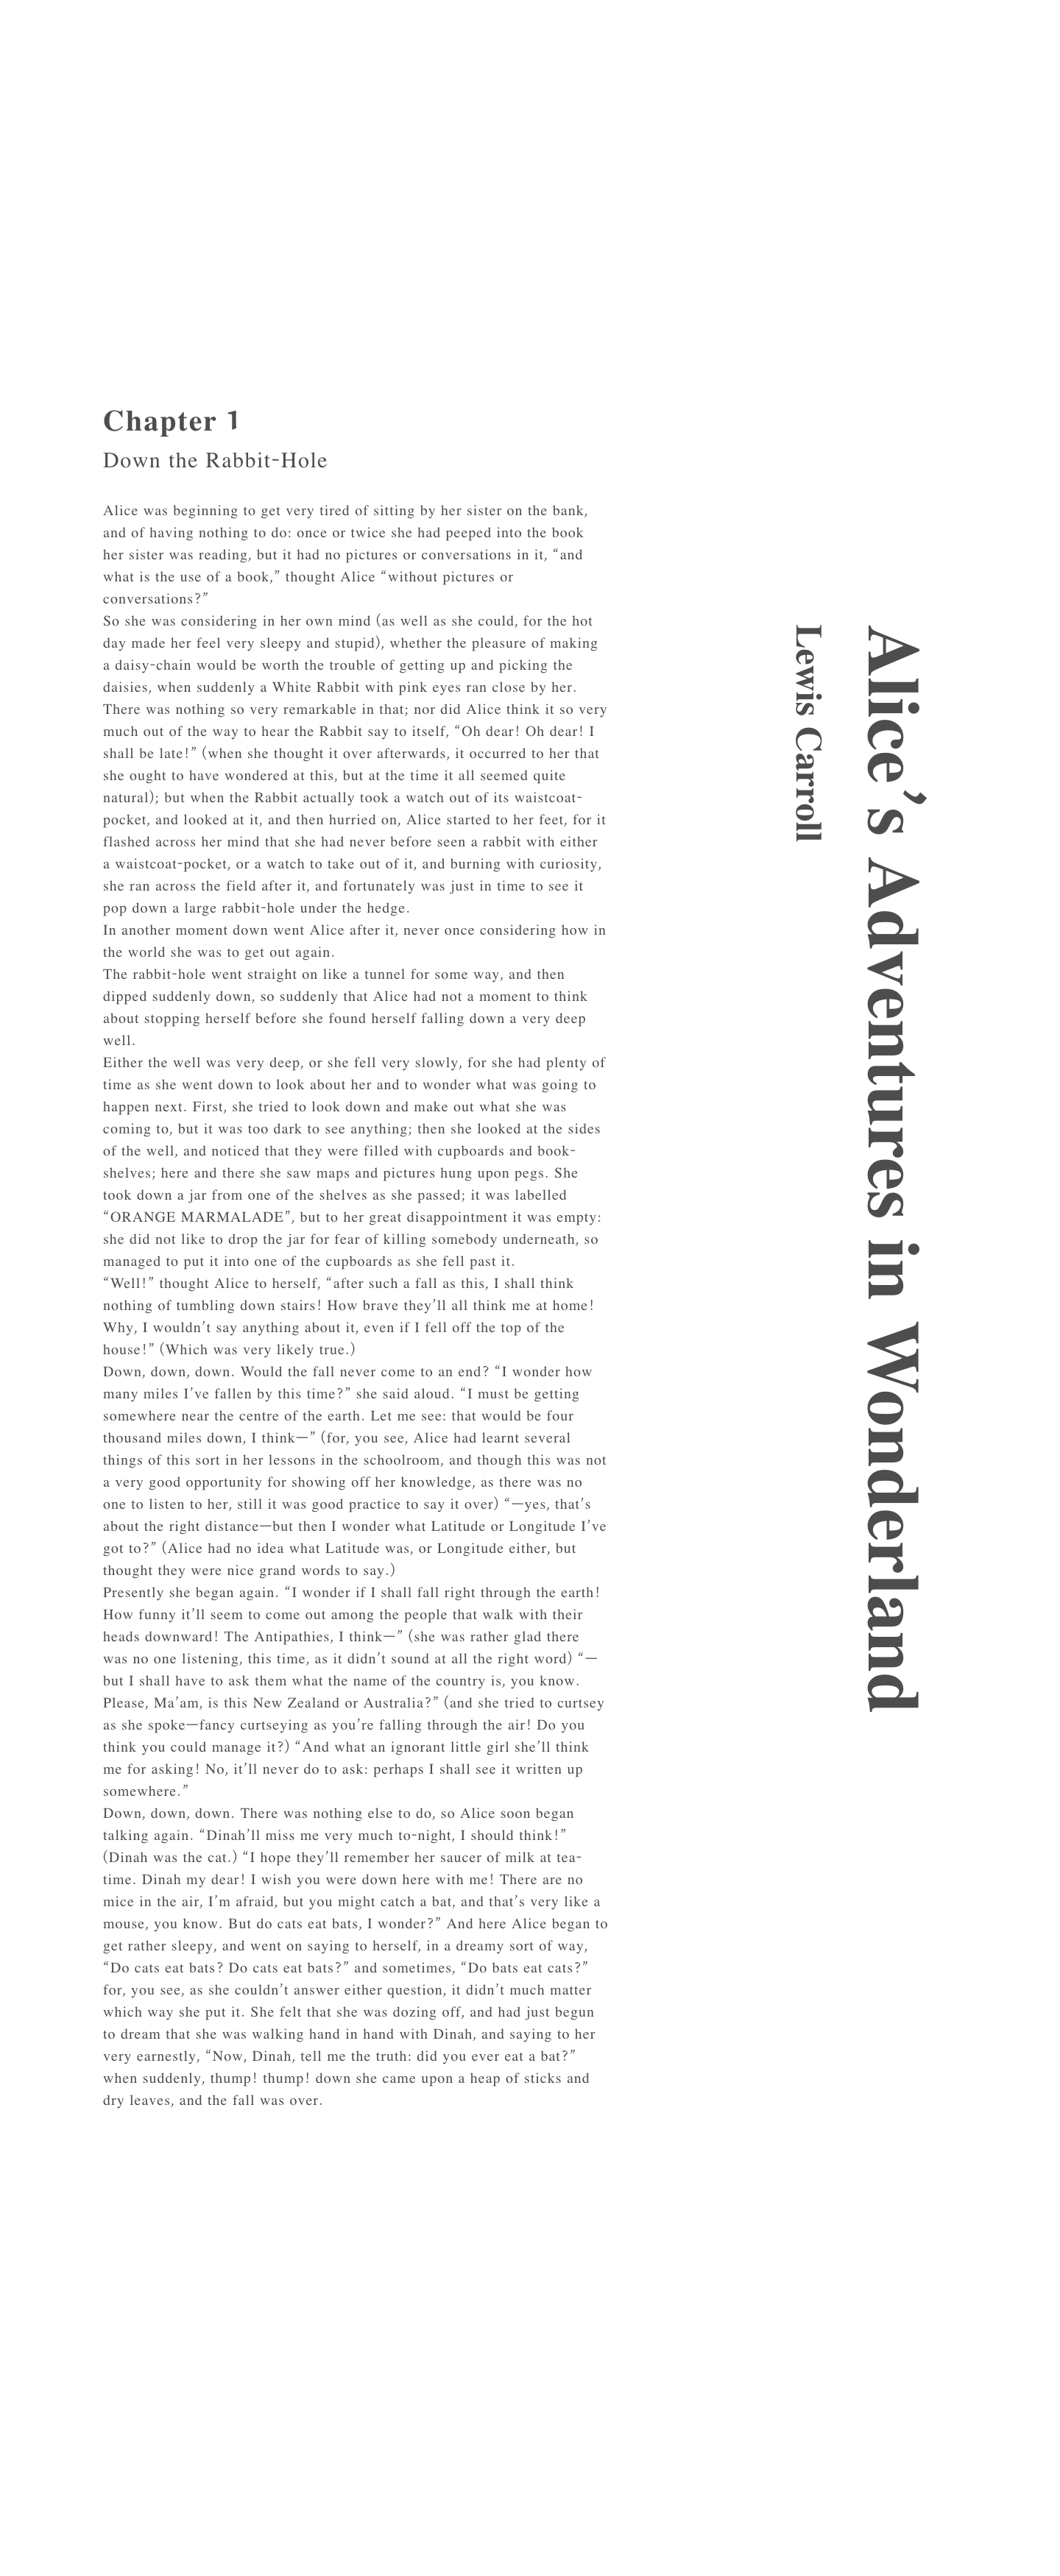 Alice’s Adventures in Wonderland
Lewis Carroll
Chapter 1
Down the Rabbit-Hole
Alice was beginning to get very tired of sitting by her sister on the bank,
and of having nothing to do: once or twice she had peeped into the book
her sister was reading, but it had no pictures or conversations in it, “and
what is the use of a book,” thought Alice “without pictures or
conversations?”
So she was considering in her own mind (as well as she could, for the hot
day made her feel very sleepy and stupid), whether the pleasure of making
a daisy-chain would be worth the trouble of getting up and picking the
daisies, when suddenly a White Rabbit with pink eyes ran close by her.
There was nothing so very remarkable in that; nor did Alice think it so very
much out of the way to hear the Rabbit say to itself, “Oh dear! Oh dear! I
shall be late!” (when she thought it over afterwards, it occurred to her that
she ought to have wondered at this, but at the time it all seemed quite
natural); but when the Rabbit actually took a watch out of its waistcoat-
pocket, and looked at it, and then hurried on, Alice started to her feet, for it
flashed across her mind that she had never before seen a rabbit with either
a waistcoat-pocket, or a watch to take out of it, and burning with curiosity,
she ran across the field after it, and fortunately was just in time to see it
pop down a large rabbit-hole under the hedge.
In another moment down went Alice after it, never once considering how in
the world she was to get out again.
The rabbit-hole went straight on like a tunnel for some way, and then
dipped suddenly down, so suddenly that Alice had not a moment to think
about stopping herself before she found herself falling down a very deep
well.
Either the well was very deep, or she fell very slowly, for she had plenty of
time as she went down to look about her and to wonder what was going to
happen next. First, she tried to look down and make out what she was
coming to, but it was too dark to see anything; then she looked at the sides
of the well, and noticed that they were filled with cupboards and book-
shelves; here and there she saw maps and pictures hung upon pegs. She
took down a jar from one of the shelves as she passed; it was labelled
“ORANGE MARMALADE”, but to her great disappointment it was empty:
she did not like to drop the jar for fear of killing somebody underneath, so
managed to put it into one of the cupboards as she fell past it.
“Well!” thought Alice to herself, “after such a fall as this, I shall think
nothing of tumbling down stairs! How brave they’ll all think me at home!
Why, I wouldn’t say anything about it, even if I fell off the top of the
house!” (Which was very likely true.)
Down, down, down. Would the fall never come to an end? “I wonder how
many miles I’ve fallen by this time?” she said aloud. “I must be getting
somewhere near the centre of the earth. Let me see: that would be four
thousand miles down, I think—” (for, you see, Alice had learnt several
things of this sort in her lessons in the schoolroom, and though this was not
a very good opportunity for showing off her knowledge, as there was no
one to listen to her, still it was good practice to say it over) “—yes, that’s
about the right distance—but then I wonder what Latitude or Longitude I’ve
got to?” (Alice had no idea what Latitude was, or Longitude either, but
thought they were nice grand words to say.)
Presently she began again. “I wonder if I shall fall right through the earth!
How funny it’ll seem to come out among the people that walk with their
heads downward! The Antipathies, I think—” (she was rather glad there
was no one listening, this time, as it didn’t sound at all the right word) “—
but I shall have to ask them what the name of the country is, you know.
Please, Ma’am, is this New Zealand or Australia?” (and she tried to curtsey
as she spoke—fancy curtseying as you’re falling through the air! Do you
think you could manage it?) “And what an ignorant little girl she’ll think
me for asking! No, it’ll never do to ask: perhaps I shall see it written up
somewhere.”
Down, down, down. There was nothing else to do, so Alice soon began
talking again. “Dinah’ll miss me very much to-night, I should think!”
(Dinah was the cat.) “I hope they’ll remember her saucer of milk at tea-
time. Dinah my dear! I wish you were down here with me! There are no
mice in the air, I’m afraid, but you might catch a bat, and that’s very like a
mouse, you know. But do cats eat bats, I wonder?” And here Alice began to
get rather sleepy, and went on saying to herself, in a dreamy sort of way,
“Do cats eat bats? Do cats eat bats?” and sometimes, “Do bats eat cats?”
for, you see, as she couldn’t answer either question, it didn’t much matter
which way she put it. She felt that she was dozing off, and had just begun
to dream that she was walking hand in hand with Dinah, and saying to her
very earnestly, “Now, Dinah, tell me the truth: did you ever eat a bat?”
when suddenly, thump! thump! down she came upon a heap of sticks and
dry leaves, and the fall was over.